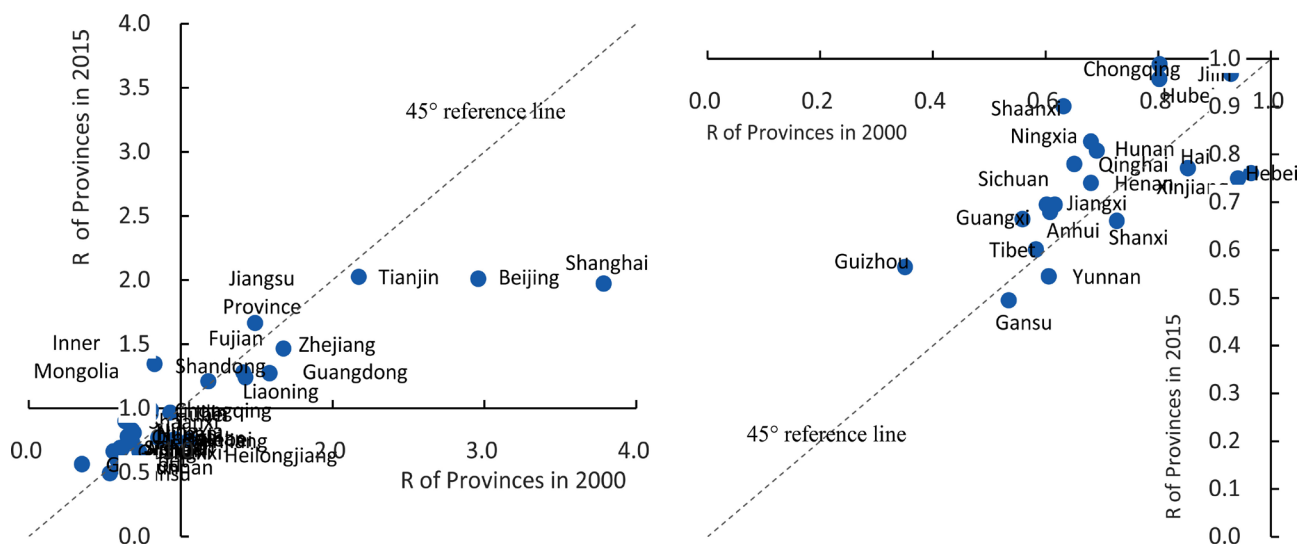 4.0
3.5
3.0
2.5
2.0
1.5
1.0
0.5
0.0
R of Provinces in 2015
45° reference line
Shanghai
Jiangsu
Province
Tianjin
Beijing
Fujian
Zhejiang
Inner
Mongolia
Shandong
Guangdong
Liaoning
Chongqing
Shaanxi
Ningxia
Heilongjiang
0.0
2.0
3.0
4.0
R of Provinces in 2000
0.0
0.2
0.4
0.6
0.8
1.0
R of Provinces in 2000
1.0
0.9
0.8
0.7
0.6
0.5
0.4
0.3
0.2
0.1
0.0
R of Provinces in 2015
Chongqing
Shaanxi
Ningxia
Hunan
Hai
Qinghai
Hebei
Sichuan
Henan
Jiangxi
Guangxi
Anhui
Shanxi
Tibet
Guizhou
Yunnan
Gansu
45° reference line